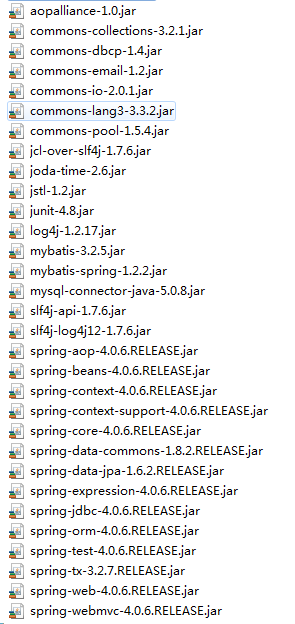 aopalliance-1.0.jar
commons-collections-3.2.1.jar
commons-dbcp-1.4.jar
commons-email-1.2.jar
commons-io-2.0.1.jar
commons-lang3-3.3.2.jar
commons-pool-1.5.4.jar
jcl-over-slf4j-1.7.6.jar
joda-time-2.6.jar
jstl-1.2.jar
junit-4.8.jar
log4j-1.2.17.jar
mybatis-3.2.5.jar
mybatis-spring-1.2.2.jar
mysql-connector-java-5.0.8.jar
slf4j-api-1.7.6.jar
slf4j-log4j12-1.7.6.jar
spring-aop-4.0.6.RELEASE.jar
spring-beans-4.0.6.RELEASE.jar
spring-context-4.0.6.RELEASE.jar
spring-context-support-4.0.6.RELEASE.jar
spring-core-4.0.6.RELEASE.jar
spring-data-commons-1.8.2.RELEASE.jar
spring-data-jpa-1.6.2.RELEASE.jar
spring-expression-4.0.6.RELEASE.jar
spring-jdbc-4.0.6.RELEASE.jar
spring-orm-4.0.6.RELEASE.jar
spring-test-4.0.6.RELEASE.jar
spring-tx-3.2.7.RELEASE.jar
spring-web-4.0.6.RELEASE.jar
spring-webmvc-4.0.6.RELEASE.jar